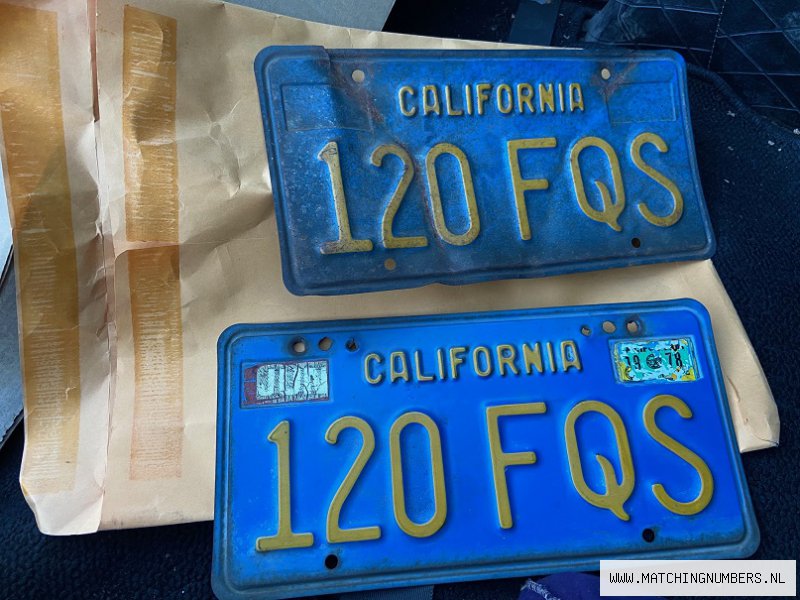 CALIFORNIA
120 FQS
CALIFORNIA
19 78
120 FQS
WWW.MATCHINGNUMBERS.NL